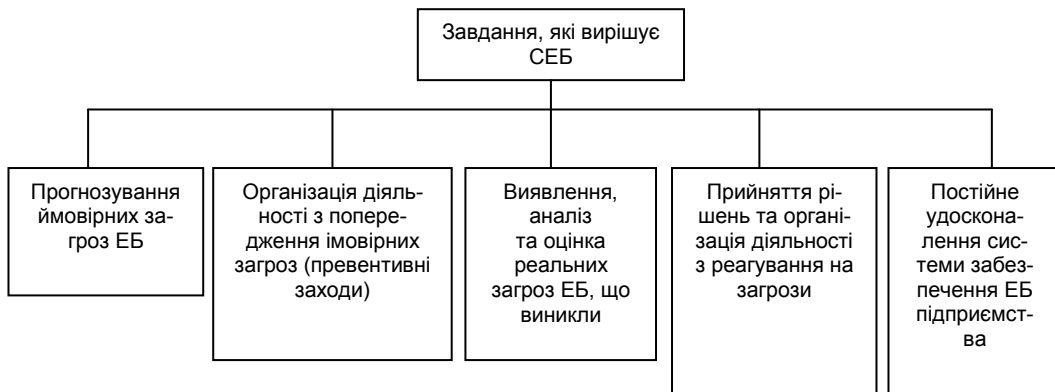 Завдання, які вирішує
СЕБ
Прогнозування
ймовірних за-
гроз ЕБ
Організація діяль-
ності з попере-
дження імовірних
загроз (превентивні
заходи)
Виявлення,
аналіз
та оцінка
реальних
загроз ЕБ, що
виникли
Прийняття рі-
шень та органі-
зація діяльності
з реагування на
загрози
Постійне
удоскона-
лення сис-
теми забез-
печення ЕБ
підприємст-
ва